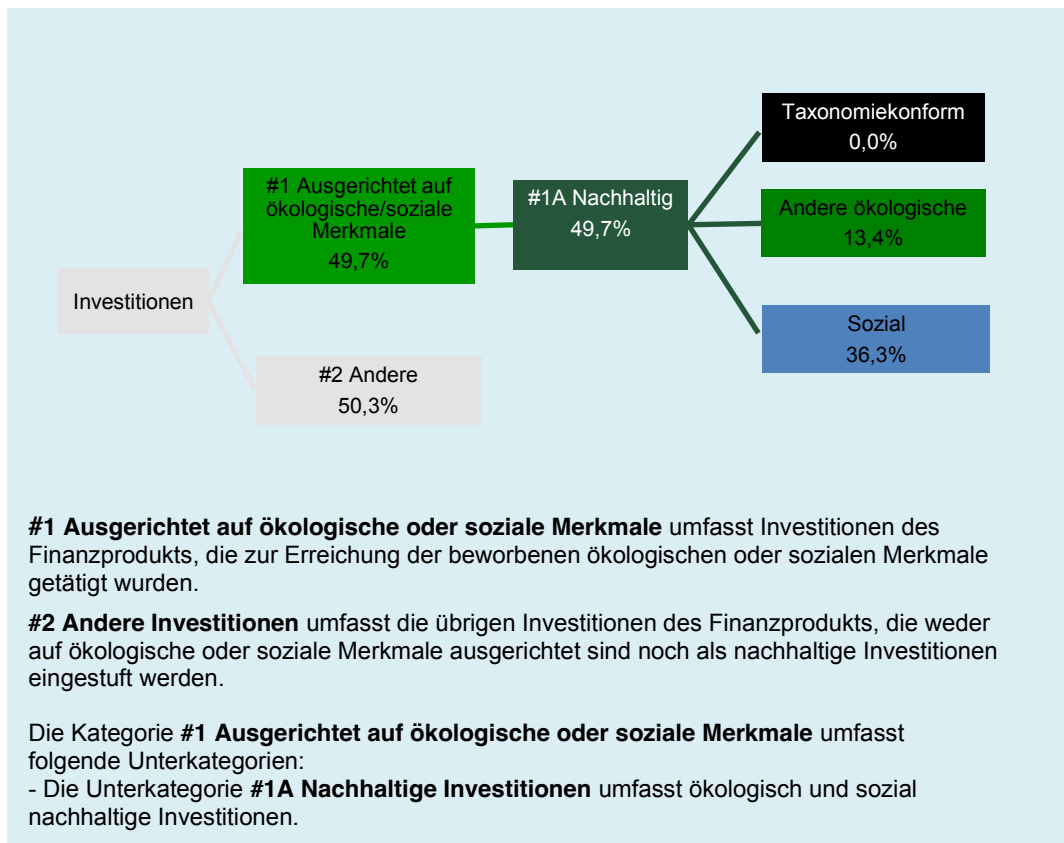 Taxonomiekonform
0,0%
#1 Ausgerichtet auf
ökologische/soziale
Merkmale
49,7%
#1A Nachhaltig
49,7%
Andere ökologische
13,4%
Investitionen
Sozial
36,3%
#2 Andere
50,3%
#1 Ausgerichtet auf ökologische oder soziale Merkmale umfasst Investitionen des
Finanzprodukts, die zur Erreichung der beworbenen ökologischen oder sozialen Merkmale
getätigt wurden.
#2 Andere Investitionen umfasst die übrigen Investitionen des Finanzprodukts, die weder
auf ökologische oder soziale Merkmale ausgerichtet sind noch als nachhaltige Investitionen
eingestuft werden.
Die Kategorie #1 Ausgerichtet auf ökologische oder soziale Merkmale umfasst
folgende Unterkategorien:
- Die Unterkategorie #1A Nachhaltige Investitionen umfasst ökologisch und sozial
nachhaltige Investitionen.